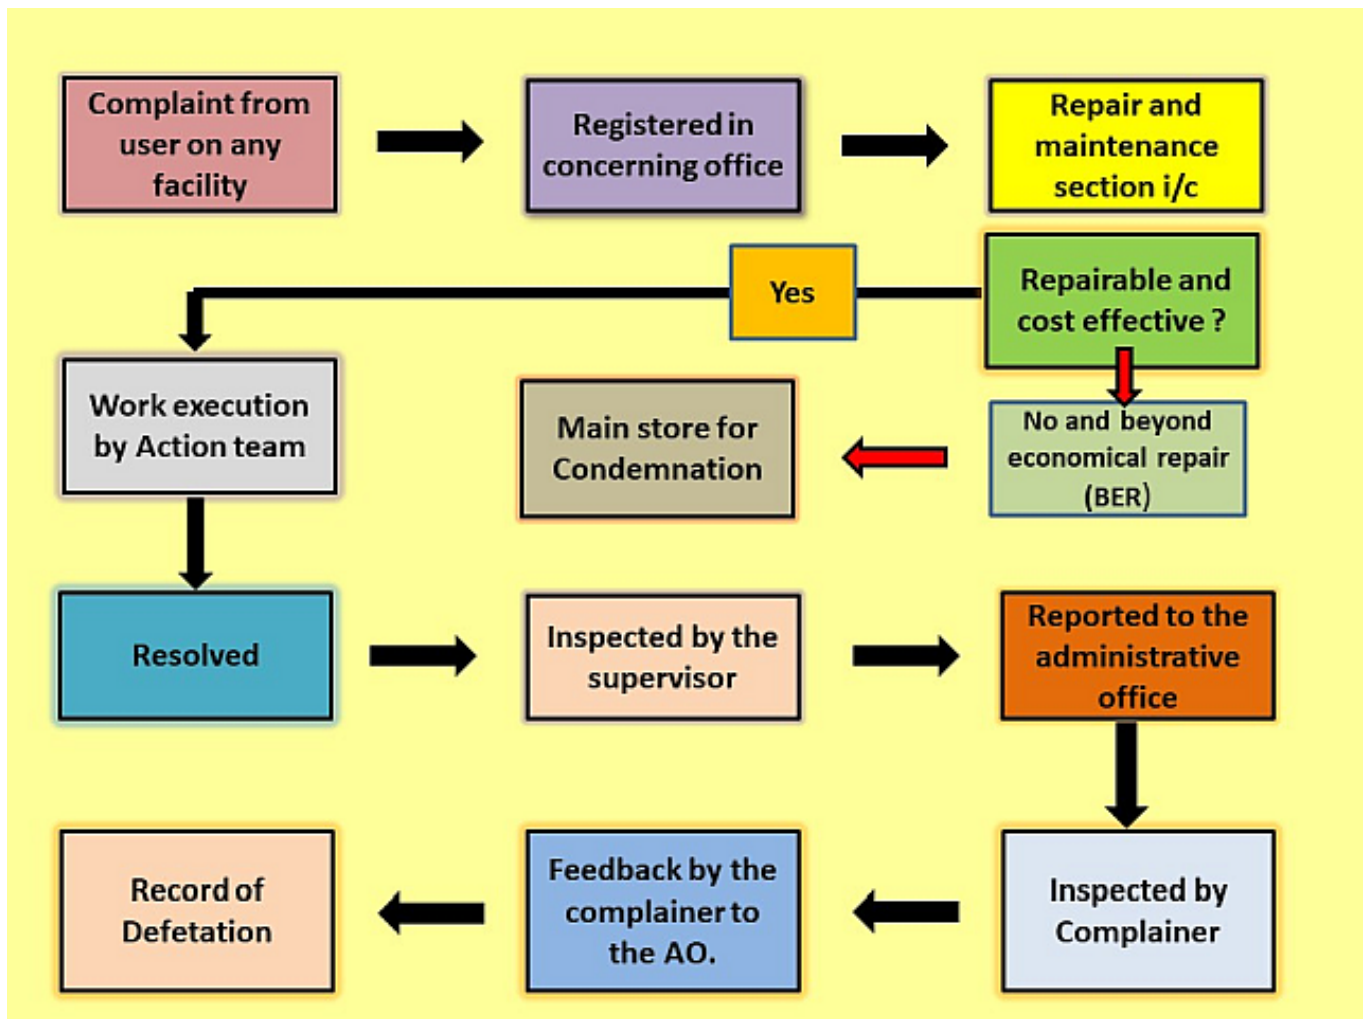 Complaint from
user on any
facility
Registered in
concerning office
Repair and
maintenance
section i/c
Repairable and
cost effective ?
Yes
No and beyond
economical repair
(BER)
Main store for
Condemnation
Work execution
by Action team
Resolved
Inspected by the
supervisor
Reported to the
administrative
office
Inspected by
Complainer
Feedback by the
complainer to
the AO.
Record of
Defetation